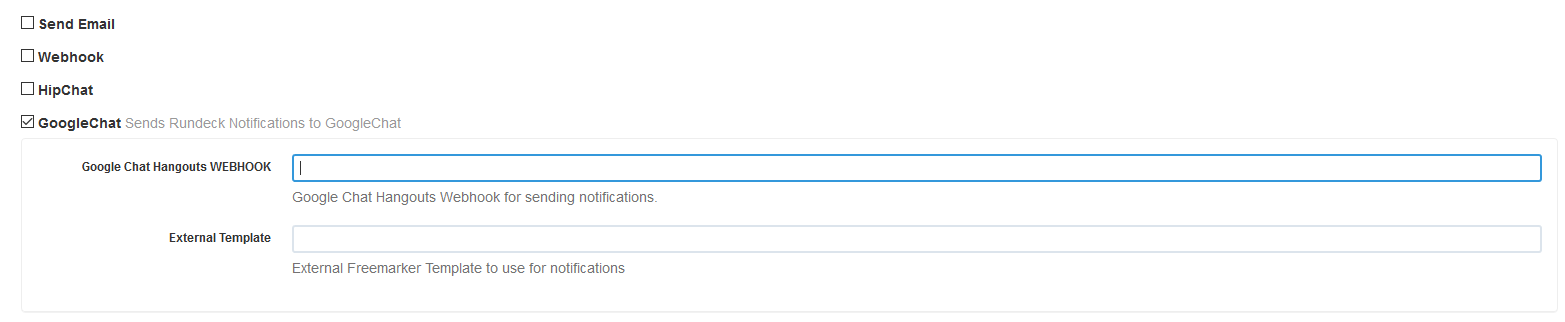 Send Email
Webhook
HipChat
GoogleChat Sends Rundeck Notifications to GoogleChat
Google Chat Hangouts WEBHOOK
Google Chat Hangouts Webhook for sending notifications.
External Template
External Freemarker Template to use for notifications